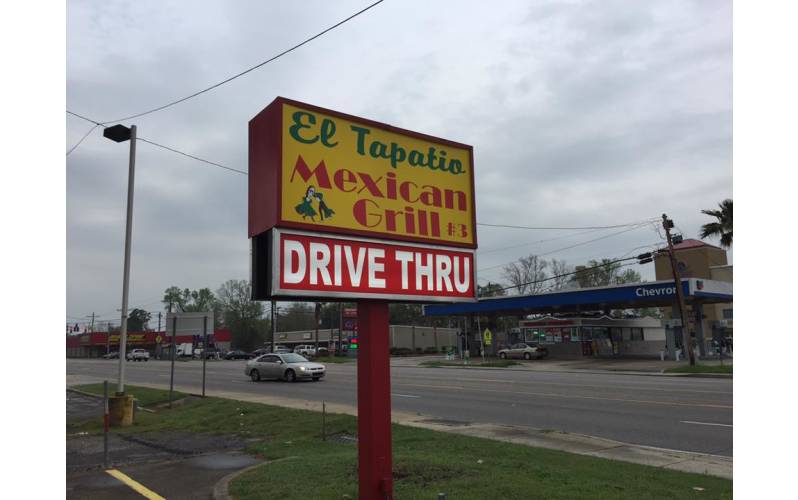 El Tapatio
Mexican
Grill #3
DRIVE THRU
Chevron